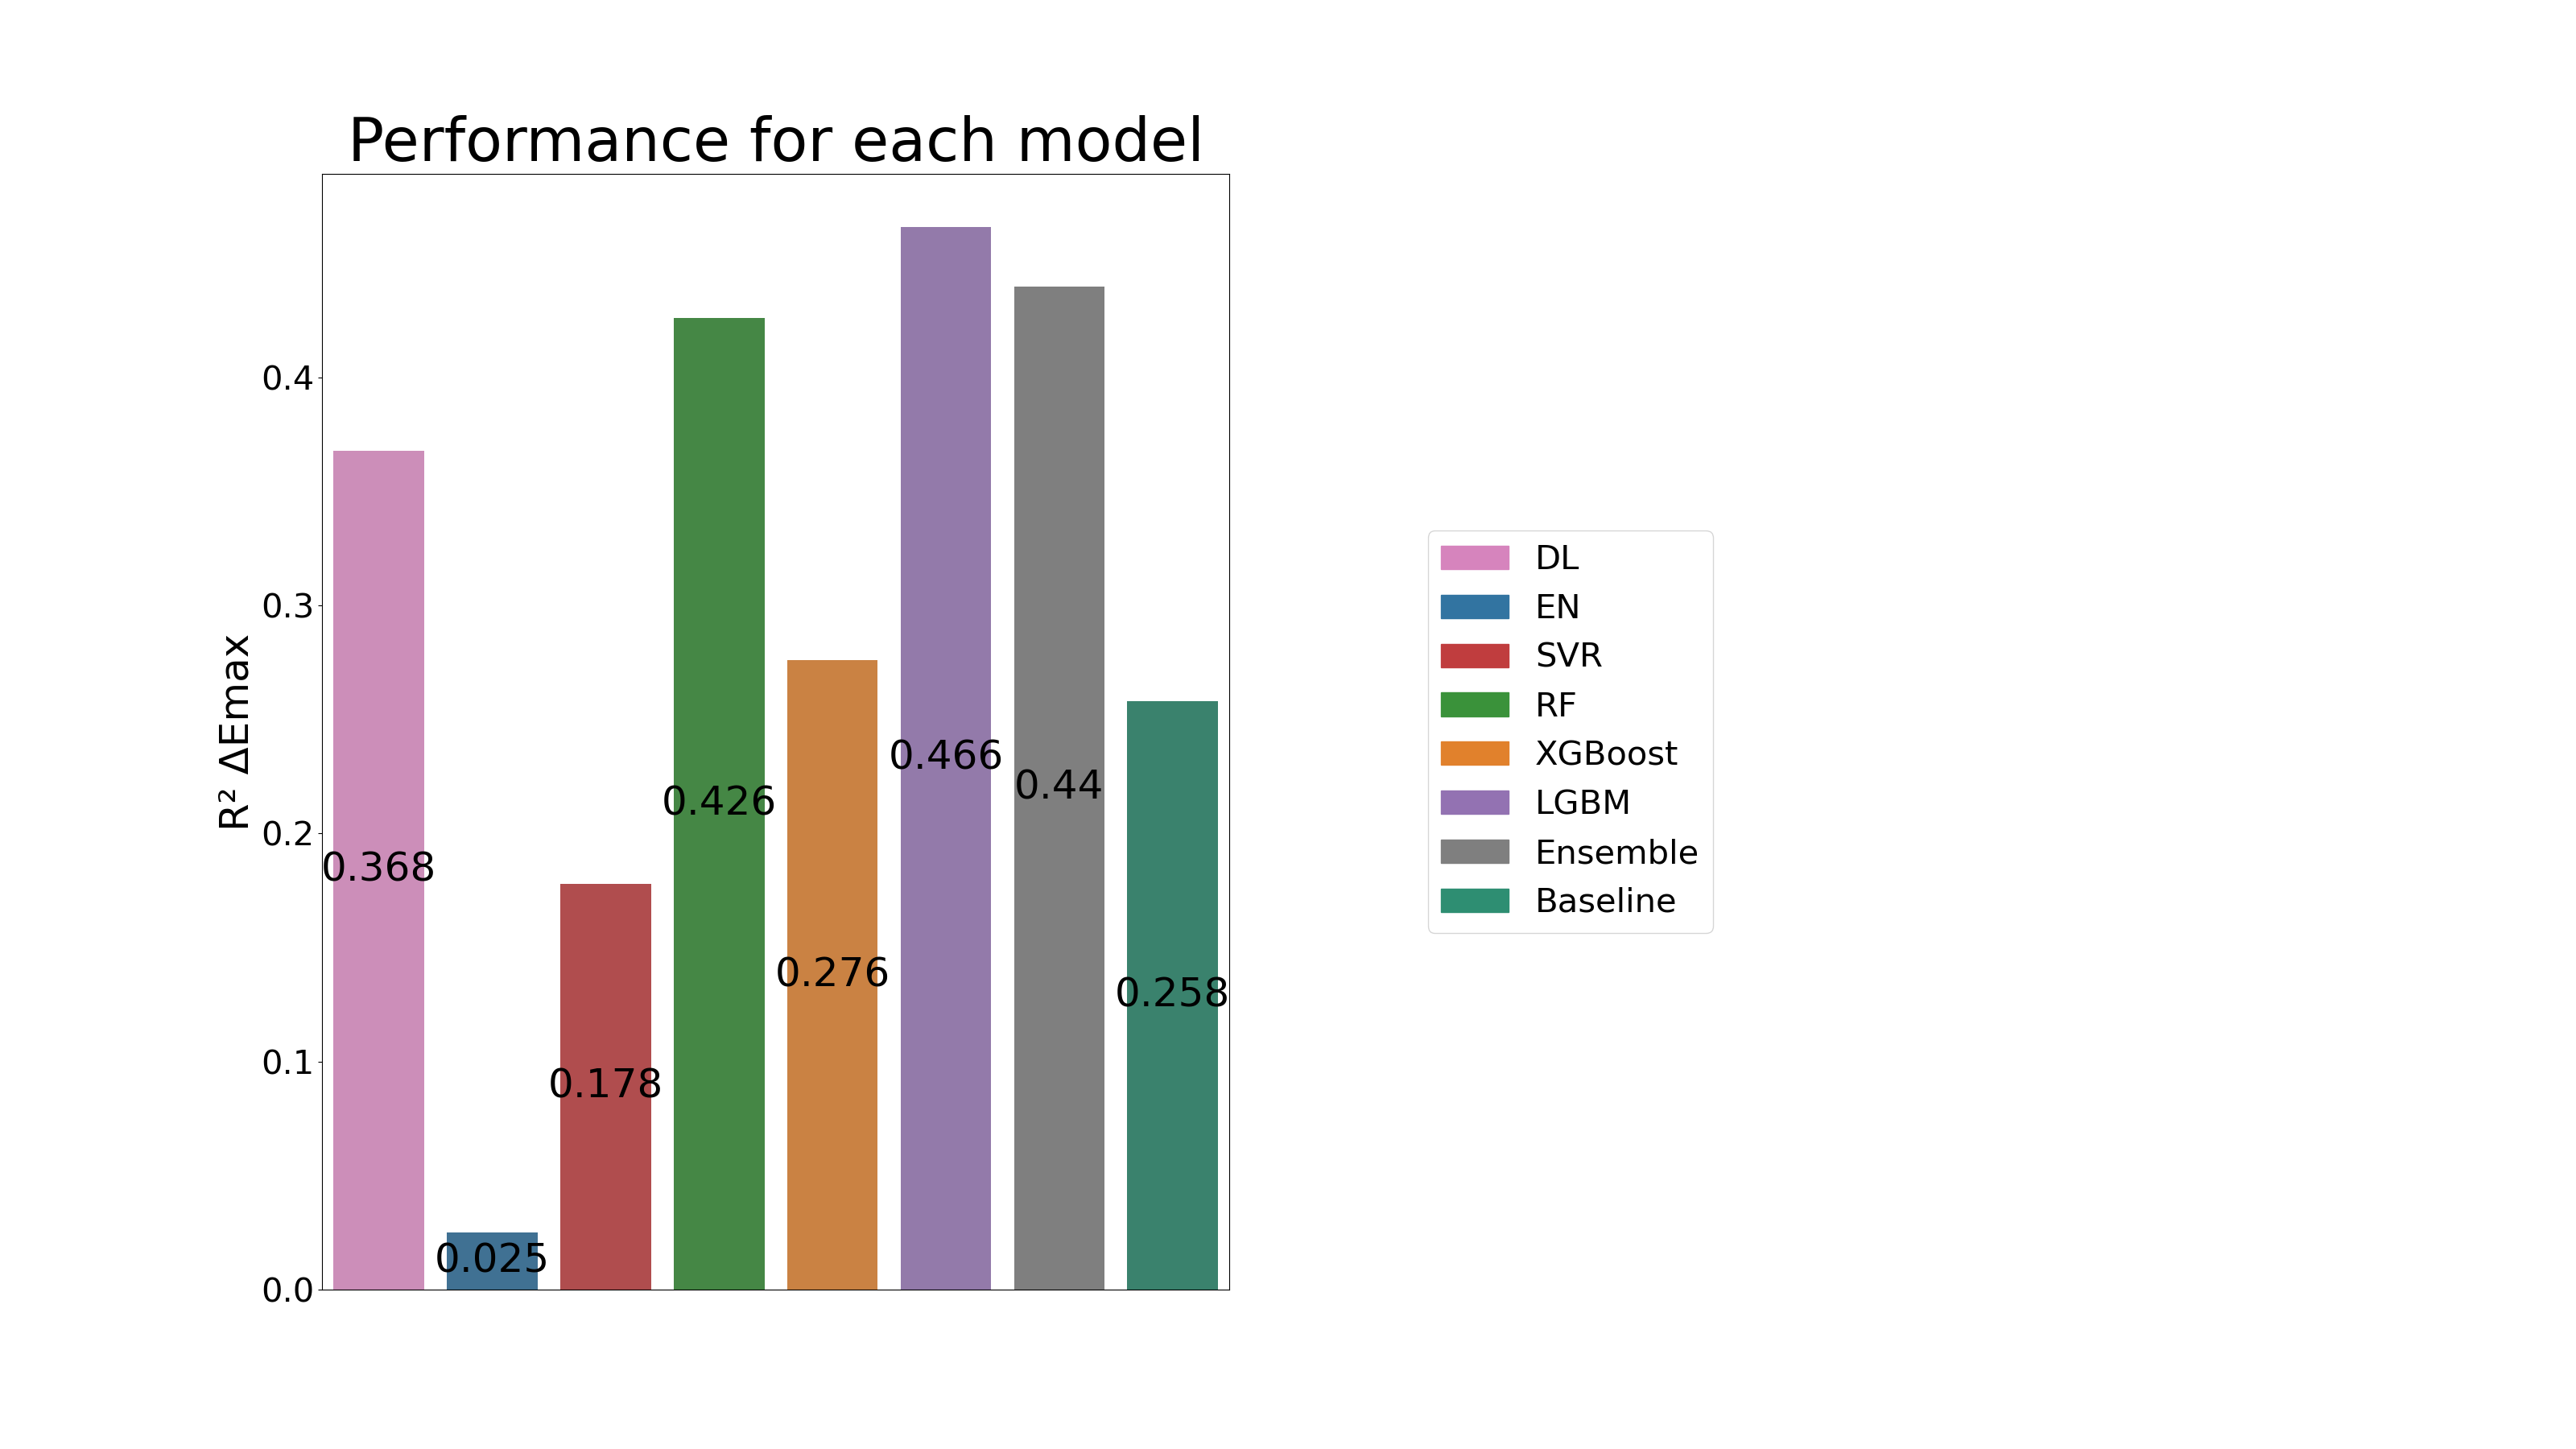 Performance for each model
R² ΔEmax
0.4
0.3
0.2
0.1
0.0
0.368
0.025
0.178
0.426
0.276
0.466
0.44
0.258
DL
EN
SVR
RF
XGBoost
LGBM
Ensemble
Baseline